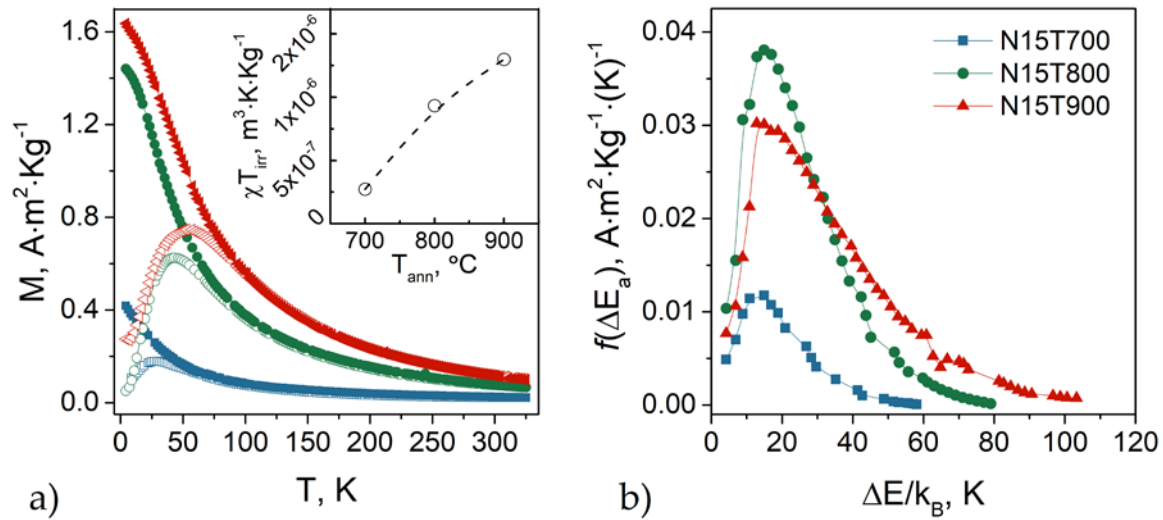 1.6
1.2
0.8
0.4
0.0
M, A·m²·Kg⁻¹
0 50 100 150 200 250 300
T, K
a)
2x10⁻⁶
1x10⁻⁶
5x10⁻⁷
0
χTᵢᵣᵣ, m³·K·Kg⁻¹
700 800 900
Tₐₙₙ, °C
0.04
0.03
0.02
0.01
0.00
f(ΔEₐ), A·m²·Kg⁻¹·(K)⁻¹
N15T700
N15T800
N15T900
0 20 40 60 80 100 120
ΔE/k_B, K
b)